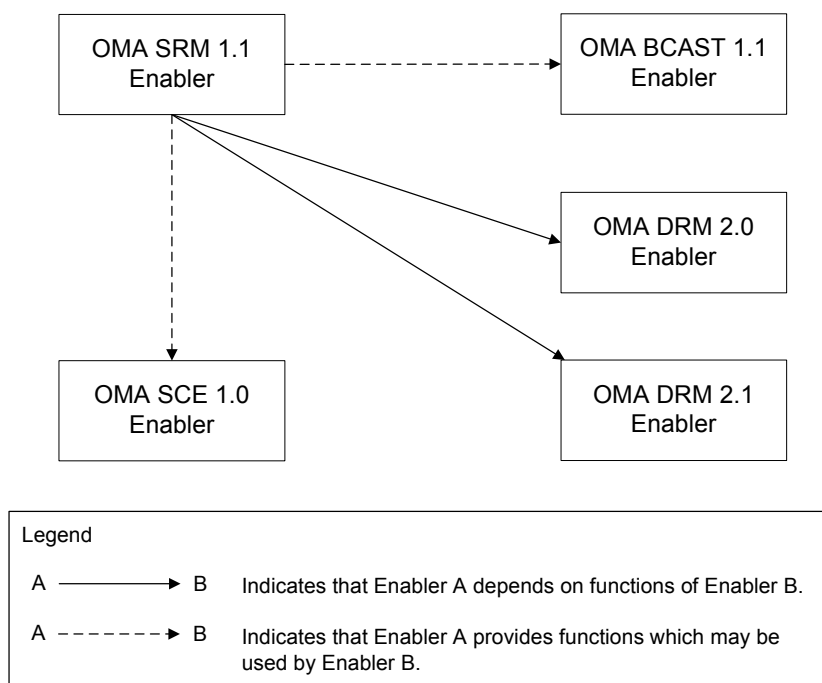 OMA SRM 1.1
Enabler
OMA BCAST 1.1
Enabler
OMA DRM 2.0
Enabler
OMA SCE 1.0
Enabler
OMA DRM 2.1
Enabler
Legend
A B Indicates that Enabler A depends on functions of Enabler B.
A B Indicates that Enabler A provides functions which may be
used by Enabler B.